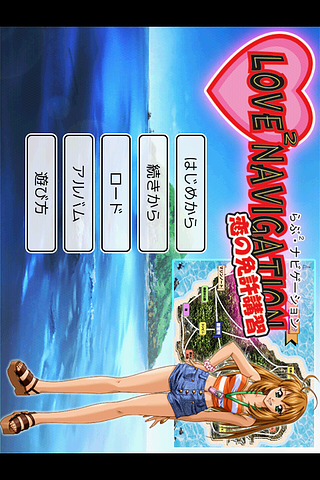 LOVE² NAVIGATION
らぶ²・ナビゲーション
恋の免許講習
はじめから
続きから
ロード
アルバム
遊び方